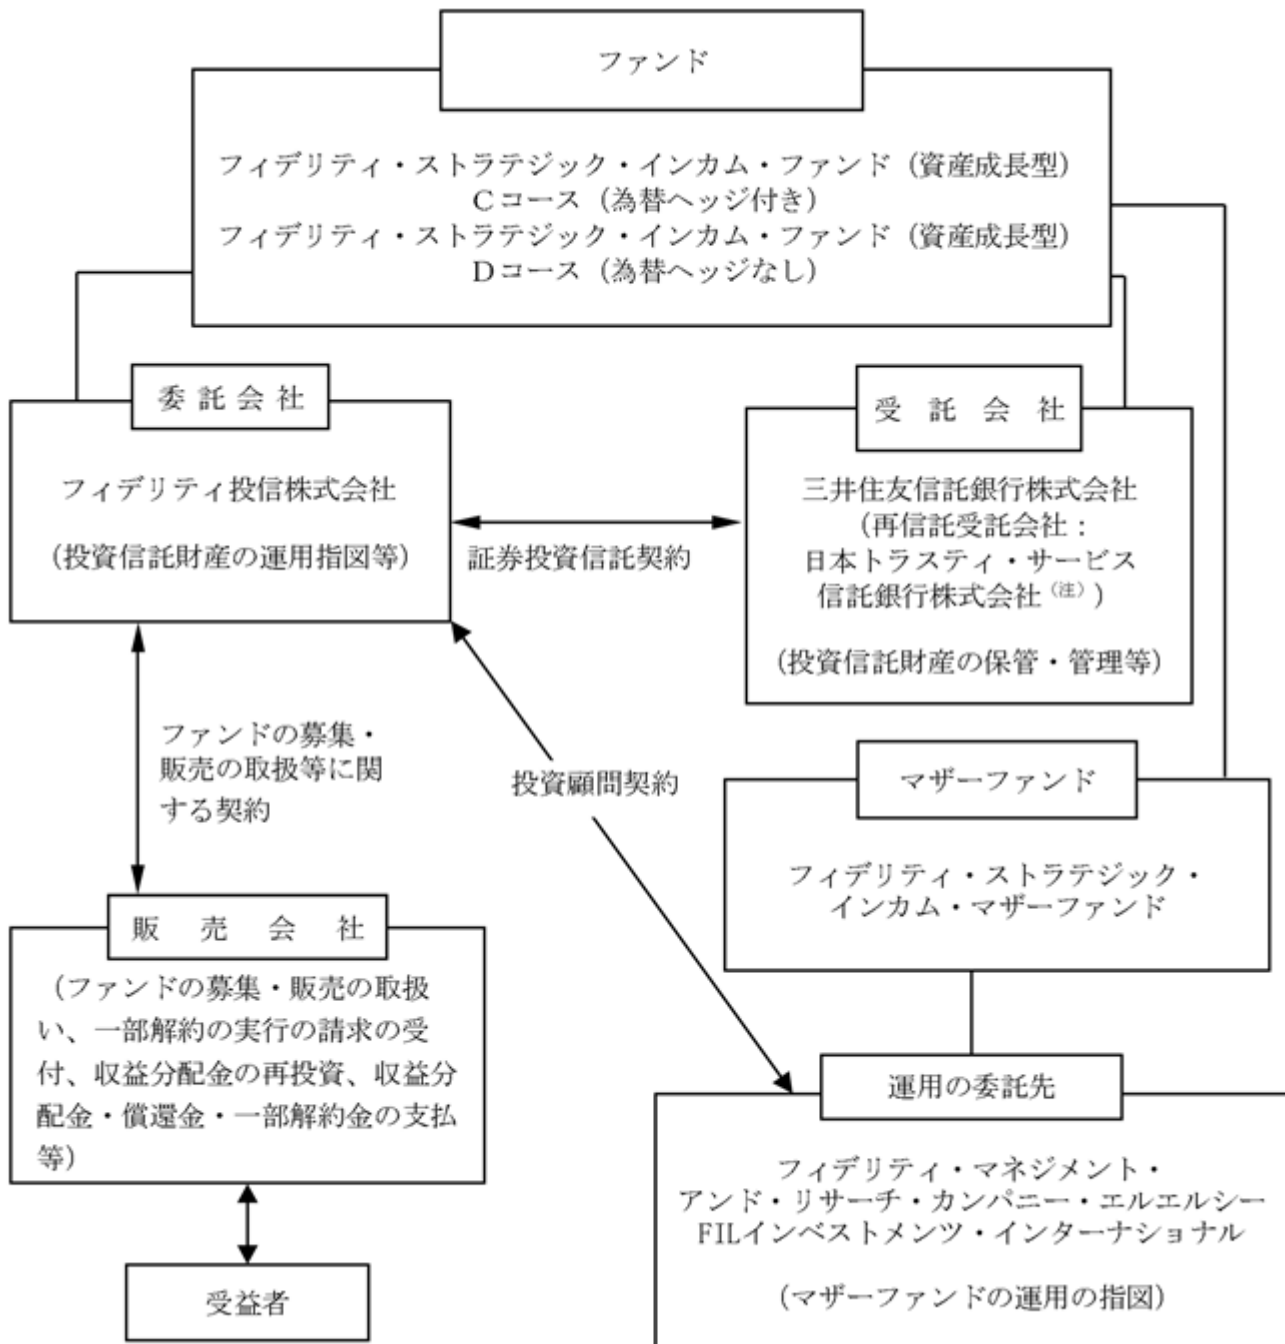 ファンド
フィデリティ・ストラテジック・インカム・ファンド（資産成長型）
Cコース（為替ヘッジ付き）
フィデリティ・ストラテジック・インカム・ファンド（資産成長型）
Dコース（為替ヘッジなし）
委託会社
フィデリティ投信株式会社
（投資信託財産の運用指図等）
証券投資信託契約
受託会社
三井住友信託銀行株式会社
（再信託受託会社：
日本トラスティ・サービス
信託銀行株式会社（注））
（投資信託財産の保管・管理等）
ファンドの募集・
販売の取扱等に関
する契約
投資顧問契約
マザーファンド
フィデリティ・ストラテジック・
インカム・マザーファンド
販売会社
（ファンドの募集・販売の取扱
い、一部解約の実行の請求の受
付、収益分配金の再投資、収益分
配金・償還金・一部解約金の支払
等）
運用の委託先
フィデリティ・マネジメント・
アンド・リサーチ・カンパニー・エルエルシー
FILインベストメンツ・インターナショナル
（マザーファンドの運用の指図）
受益者